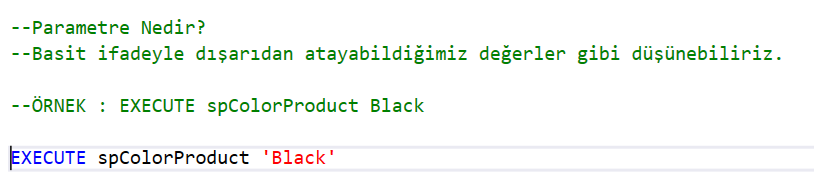 --Parametre Nedir?
--Basit ifadeyle dışarıdan atayabildiğimiz değerler gibi düşünebiliriz.
--ÖRNEK : EXECUTE spColorProduct Black
EXECUTE spColorProduct 'Black'